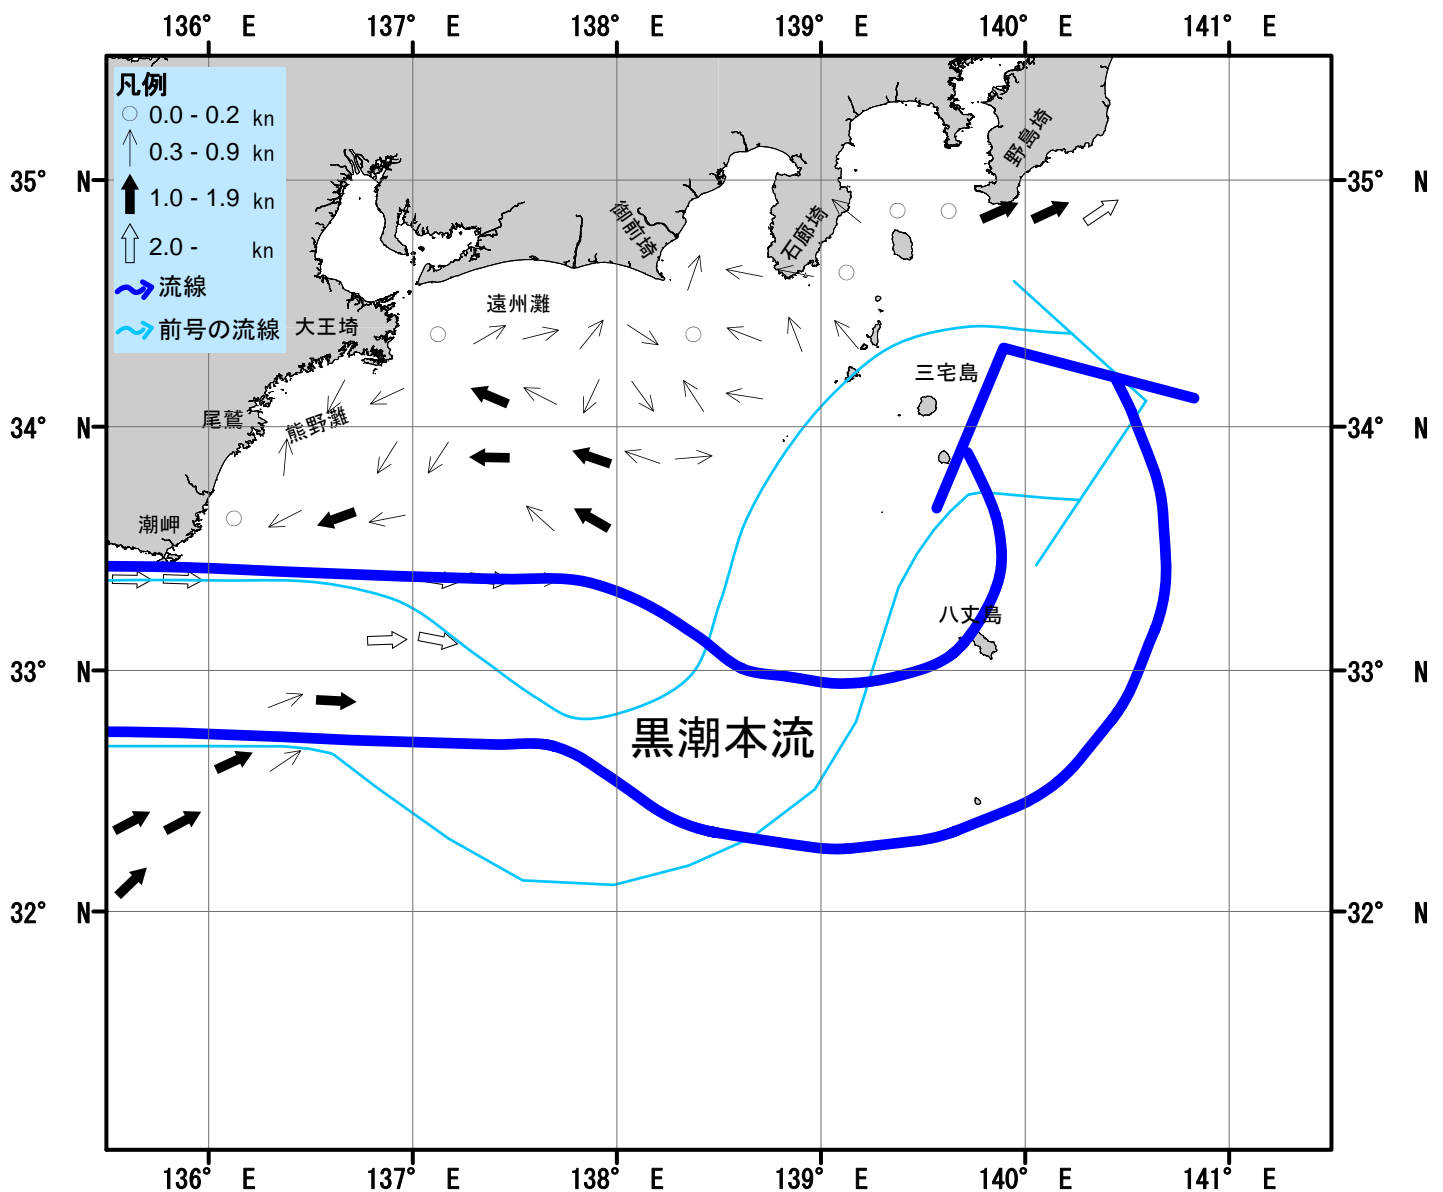 136° E 137° E 138° E 139° E 140° E 141° E
凡例
0.0 - 0.2 kn
0.3 - 0.9 kn
1.0 - 1.9 kn
2.0 - kn
流線
前号の流線
野島埼
35° N 35° N
御前埼
石廊埼
遠州灘
大王埼
三宅島
尾鷲
熊野灘
34° N 34° N
潮岬
八丈島
33° N 33° N
黒潮本流
32° N 32° N
136° E 137° E 138° E 139° E 140° E 141° E